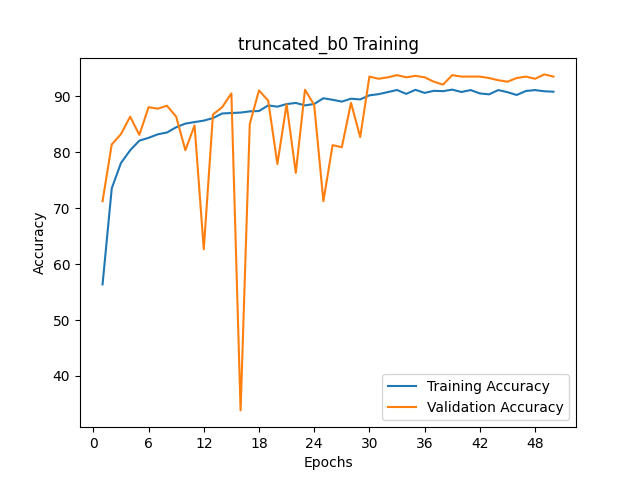 truncated_b0 Training
Accuracy
90
80
70
60
50
40
0 6 12 18 24 30 36 42 48
Epochs
Training Accuracy
Validation Accuracy